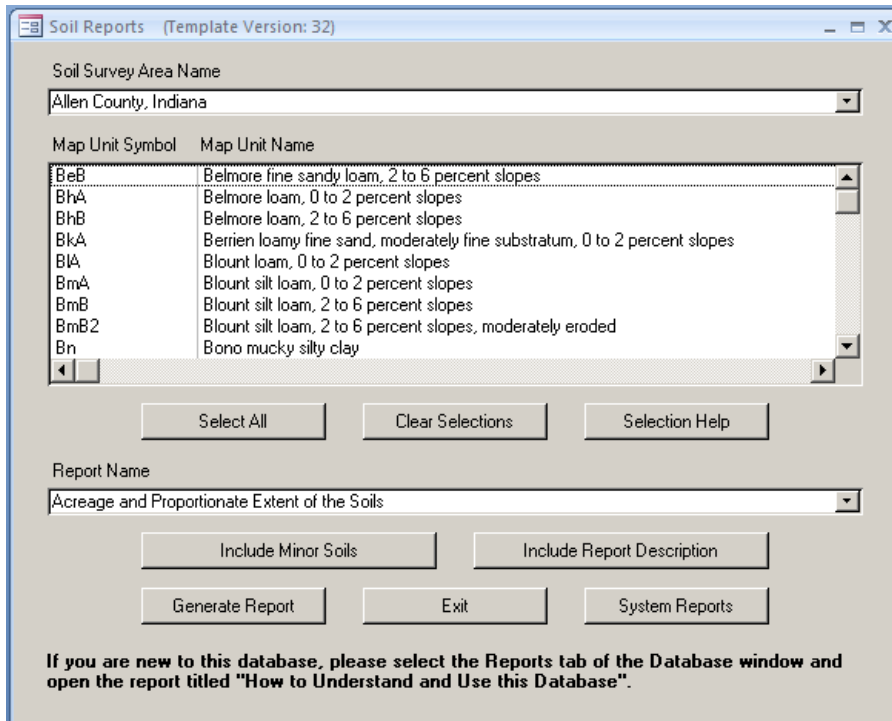 Soil Reports (Template Version: 32)
Soil Survey Area Name
Allen County, Indiana
Map Unit Symbol Map Unit Name
BeB Belmore fine sandy loam, 2 to 6 percent slopes
BhA Belmore loam, 0 to 2 percent slopes
BhB Belmore loam, 2 to 6 percent slopes
BkA Berrien loamy fine sand, moderately fine substratum, 0 to 2 percent slopes
BlA Blount loam, 0 to 2 percent slopes
BmA Blount silt loam, 0 to 2 percent slopes
BmB Blount silt loam, 2 to 6 percent slopes
BmB2 Blount silt loam, 2 to 6 percent slopes, moderately eroded
Bn Bono mucky silty clay
Select All Clear Selections Selection Help
Report Name
Acreage and Proportionate Extent of the Soils
Include Minor Soils Include Report Description
Generate Report Exit System Reports
If you are new to this database, please select the Reports tab of the Database window and
open the report titled "How to Understand and Use this Database".